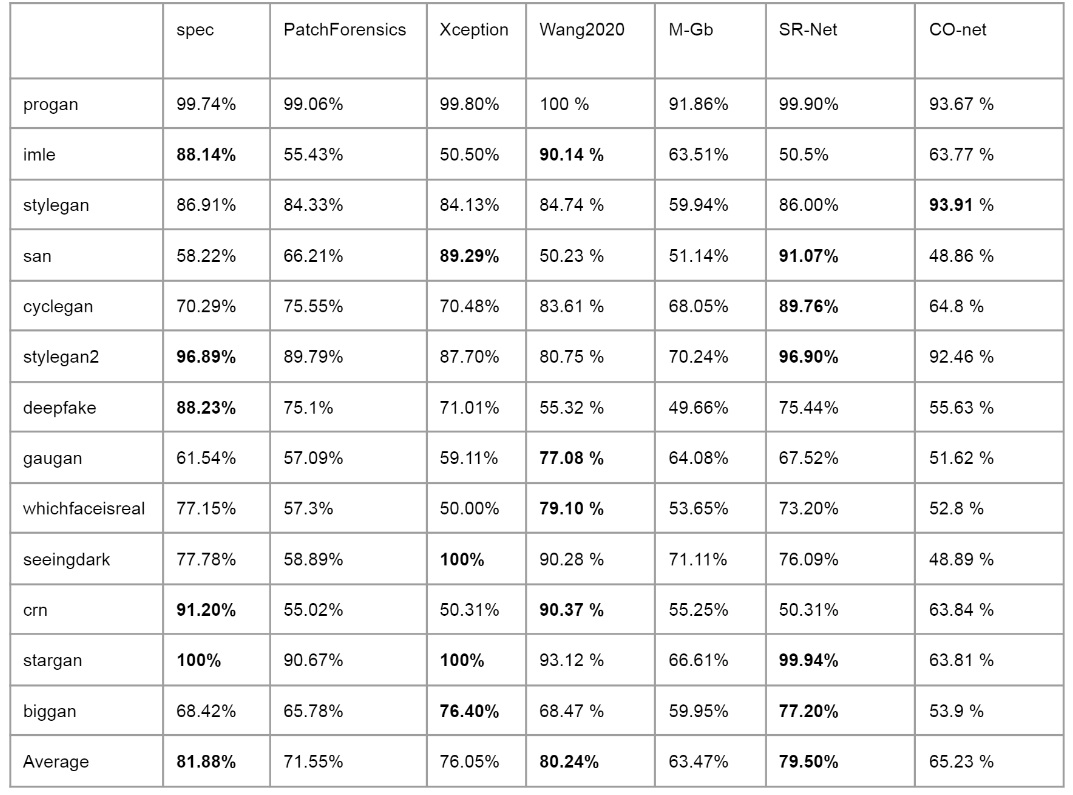 spec PatchForensics Xception Wang2020 M-Gb SR-Net CO-net
progan 99.74% 99.06% 99.80% 100 % 91.86% 99.90% 93.67 %
imle 88.14% 55.43% 50.50% 90.14 % 63.51% 50.5% 63.77 %
stylegan 86.91% 84.33% 84.13% 84.74 % 59.94% 86.00% 93.91 %
san 58.22% 66.21% 89.29% 50.23 % 51.14% 91.07% 48.86 %
cyclegan 70.29% 75.55% 70.48% 83.61 % 68.05% 89.76% 64.8 %
stylegan2 96.89% 89.79% 87.70% 80.75 % 70.24% 96.90% 92.46 %
deepfake 88.23% 75.1% 71.01% 55.32 % 49.66% 75.44% 55.63 %
gaugan 61.54% 57.09% 59.11% 77.08 % 64.08% 67.52% 51.62 %
whichfaceisreal 77.15% 57.3% 50.00% 79.10 % 53.65% 73.20% 52.8 %
seeingdark 77.78% 58.89% 100% 90.28 % 71.11% 76.09% 48.89 %
crn 91.20% 55.02% 50.31% 90.37 % 55.25% 50.31% 63.84 %
stargan 100% 90.67% 100% 93.12 % 66.61% 99.94% 63.81 %
biggan 68.42% 65.78% 76.40% 68.47 % 59.95% 77.20% 53.9 %
Average 81.88% 71.55% 76.05% 80.24% 63.47% 79.50% 65.23 %